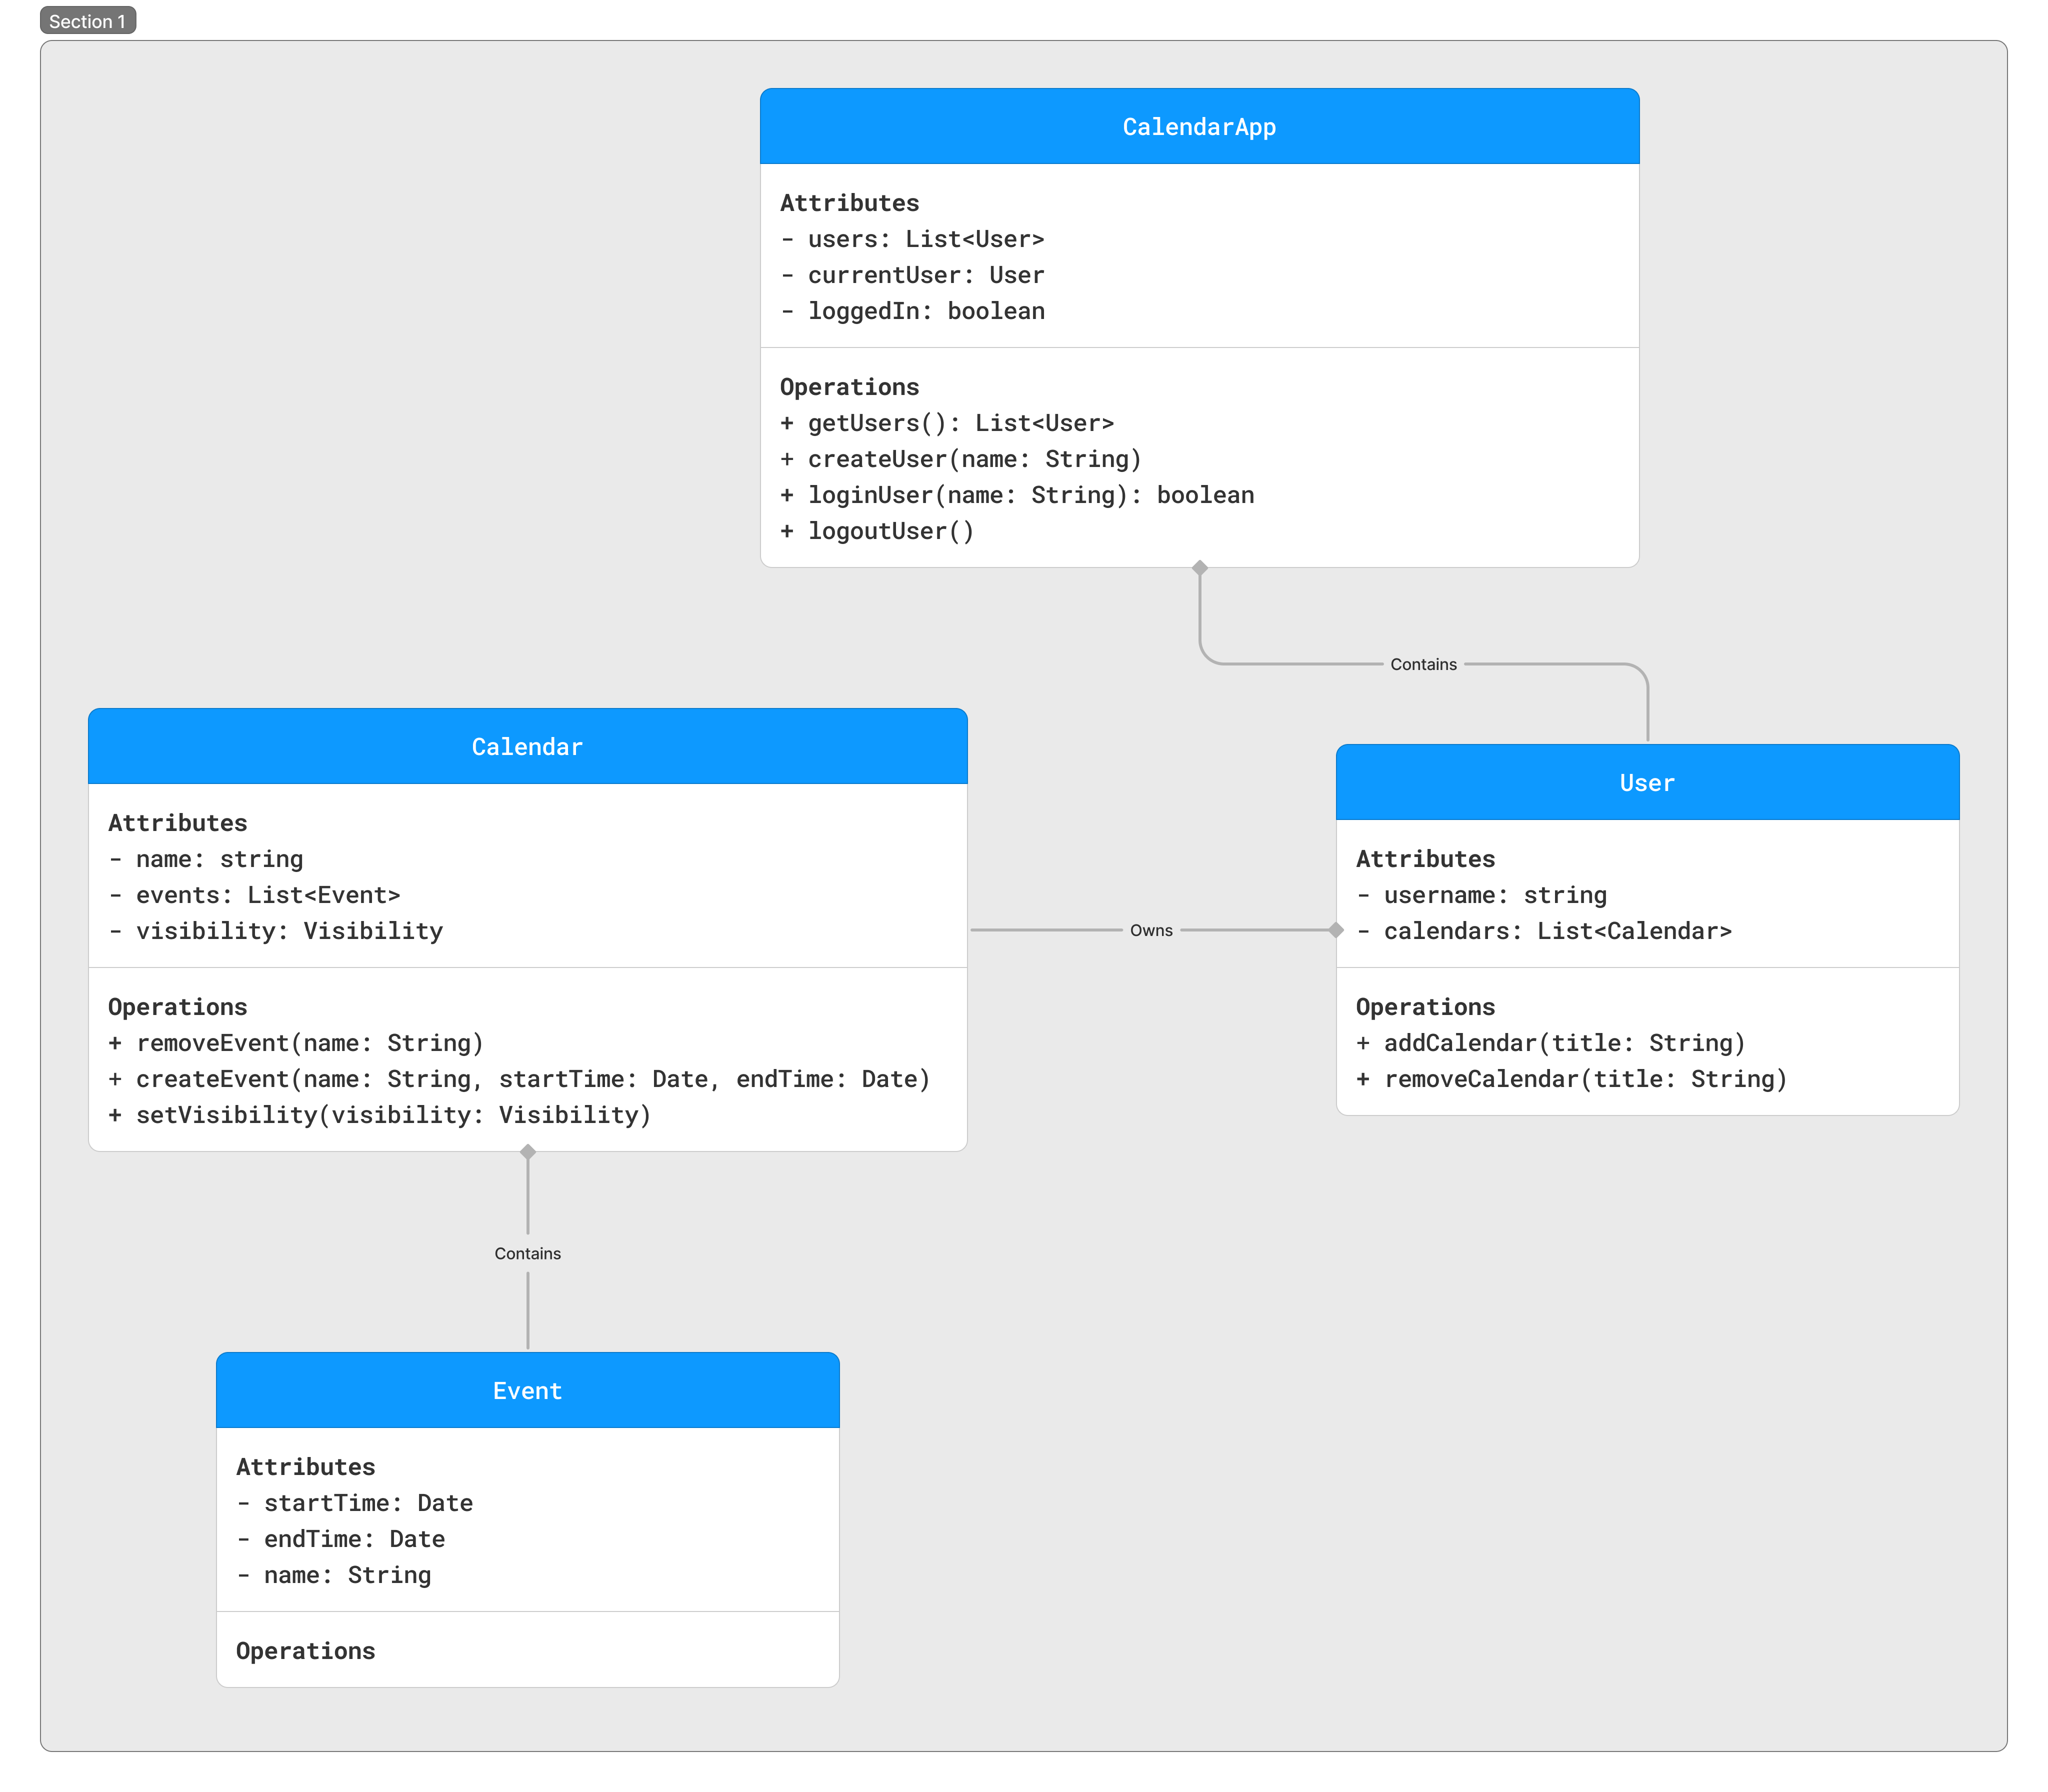 Section 1
CalendarApp
Attributes
- users: List<User>
- currentUser: User
- loggedIn: boolean
Operations
+ getUsers(): List<User>
+ createUser(name: String)
+ loginUser(name: String): boolean
+ logoutUser()
Contains
Calendar
Attributes
- name: string
- events: List<Event>
- visibility: Visibility
Operations
+ removeEvent(name: String)
+ createEvent(name: String, startTime: Date, endTime: Date)
+ setVisibility(visibility: Visibility)
Owns
User
Attributes
- username: string
- calendars: List<Calendar>
Operations
+ addCalendar(title: String)
+ removeCalendar(title: String)
Contains
Event
Attributes
- startTime: Date
- endTime: Date
- name: String
Operations